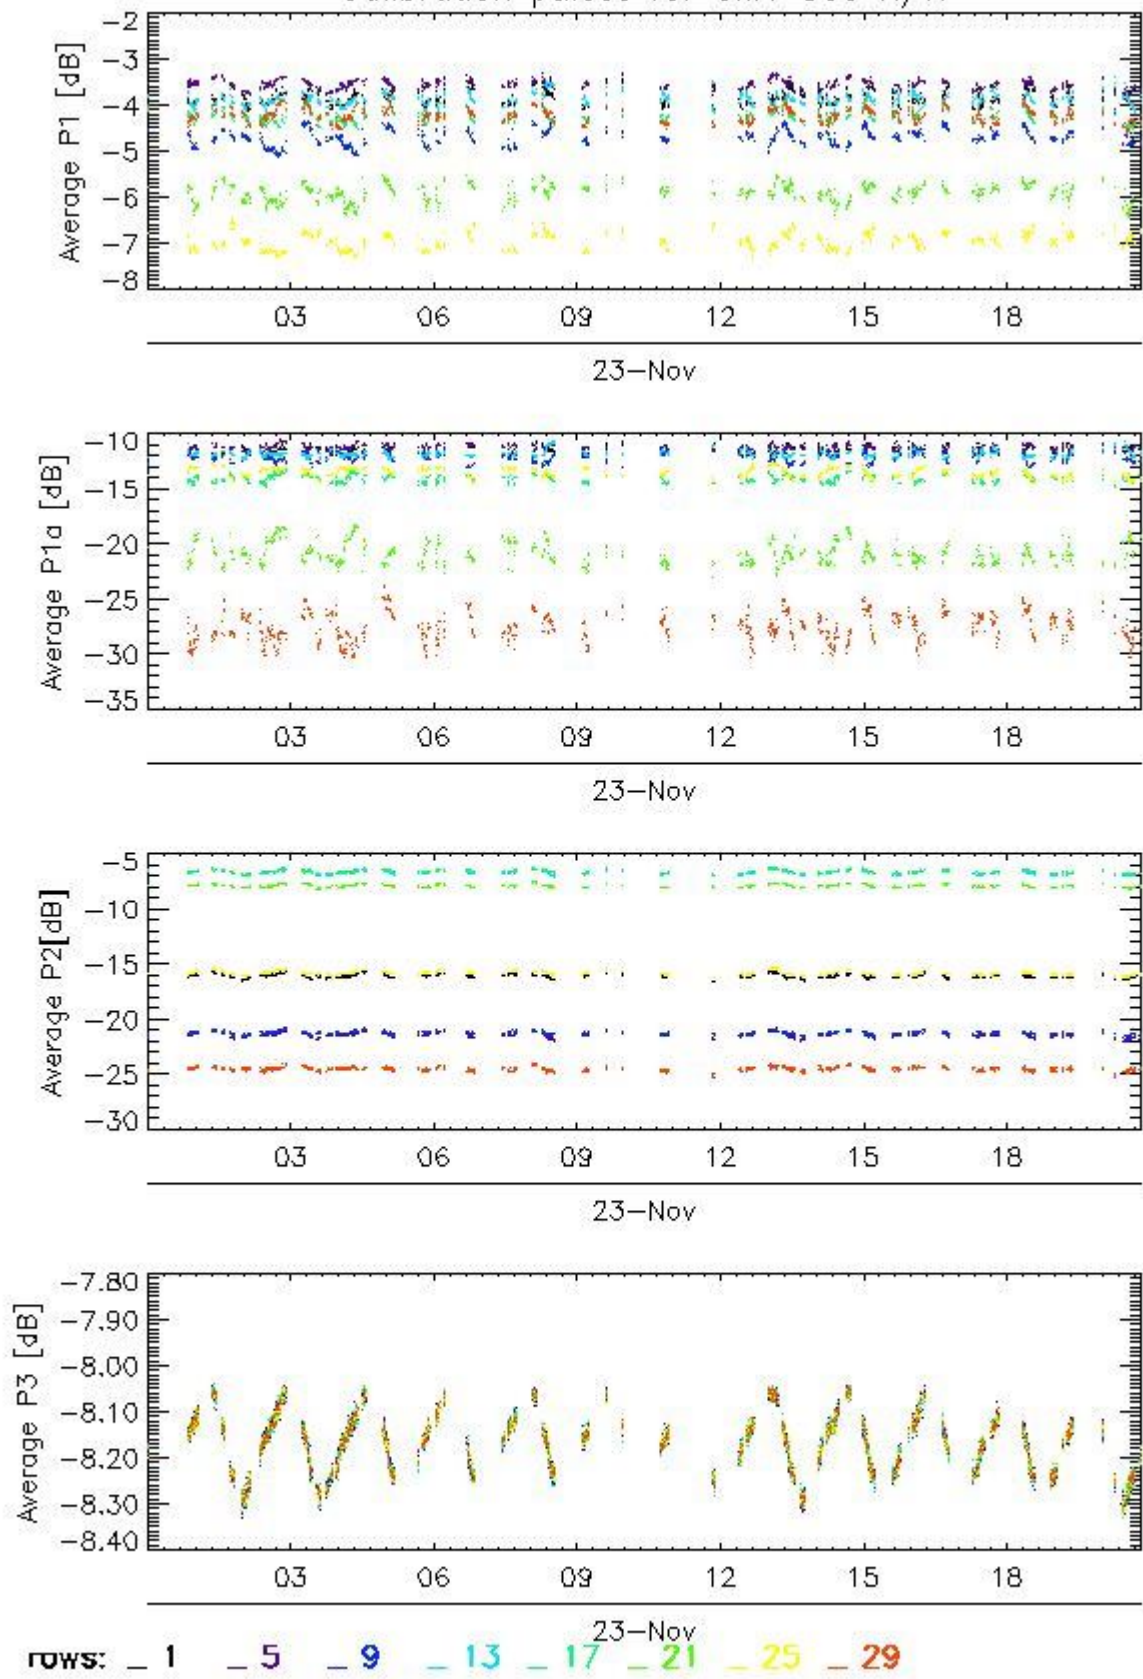 -2
-3
-4
-5
-6
-7
-8
Average P1 [dB]
03 06 09 12 15 18
23-Nov
-10
-15
-20
-25
-30
-35
Average P1a [dB]
03 06 09 12 15 18
23-Nov
-5
-10
-15
-20
-25
-30
Average P2[dB]
03 06 09 12 15 18
23-Nov
-7.80
-7.90
-8.00
-8.10
-8.20
-8.30
-8.40
Average P3 [dB]
03 06 09 12 15 18
23-Nov
rows: _ 1 _ 5 _ 9 _ 13 _ 17 _ 21 _ 25 _ 29